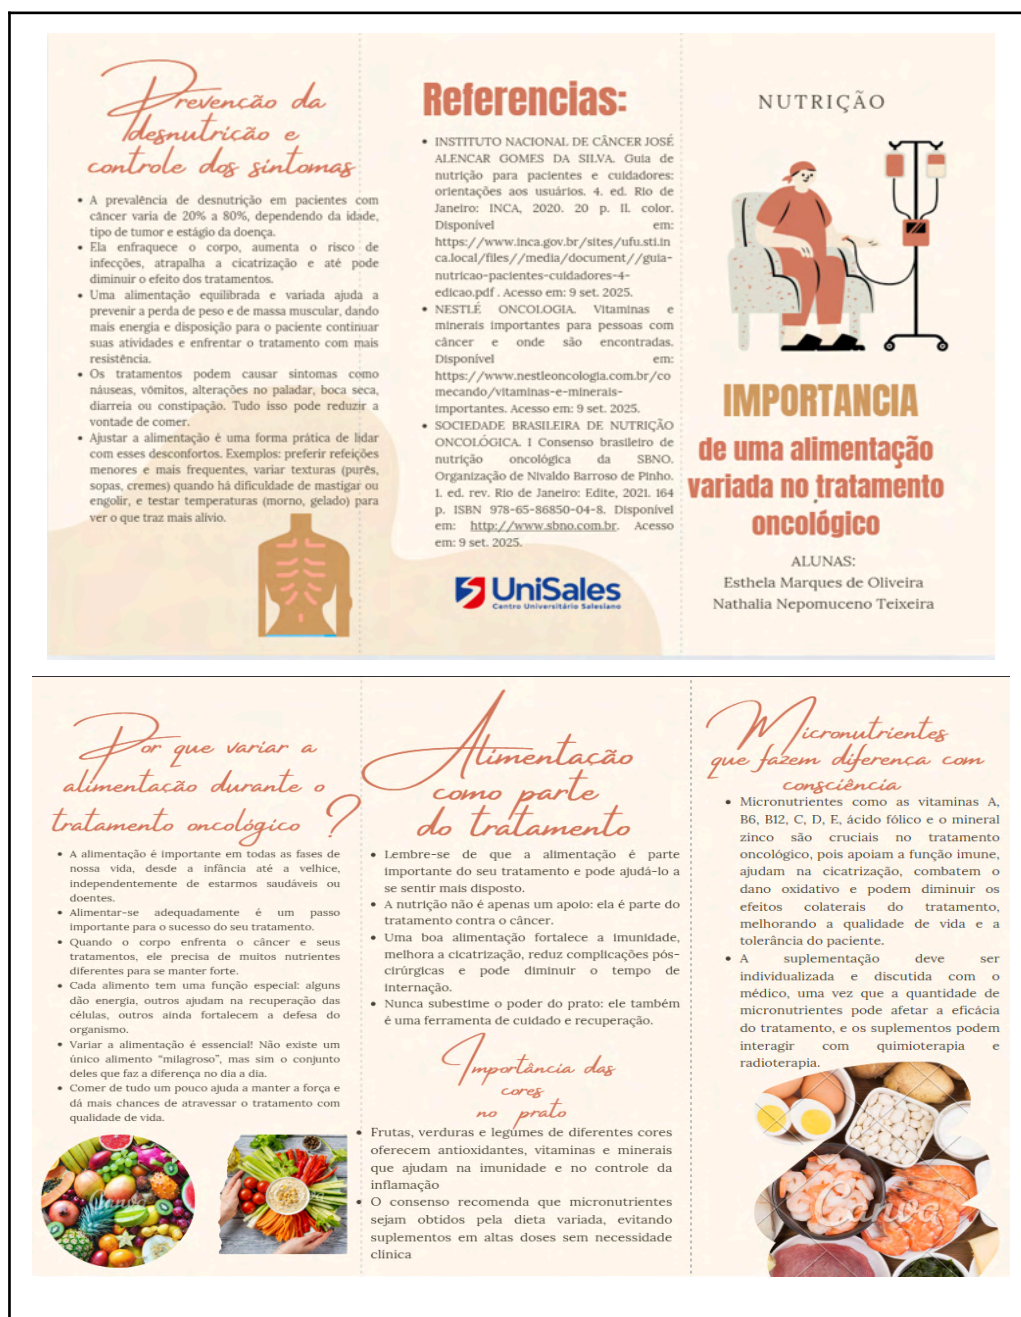 Prevenção da
desnutrição e
controle dos sintomas
• A prevalência de desnutrição em pacientes com
câncer varia de 20% a 80%, dependendo da idade,
tipo de tumor e estágio da doença.
• Ela enfraquece o corpo, aumenta o risco de
infecções, atrapalha a cicatrização e até pode
diminuir o efeito dos tratamentos.
• Uma alimentação equilibrada e variada ajuda a
prevenir a perda de peso e de massa muscular, dando
mais energia e disposição para o paciente continuar
suas atividades e enfrentar o tratamento com mais
resistência.
• Os tratamentos podem causar sintomas como
náuseas, vômitos, alterações no paladar, boca seca,
diarreia ou constipação. Tudo isso pode reduzir a
vontade de comer.
• Ajustar a alimentação é uma forma prática de lidar
com esses desconfortos. Exemplos: preferir refeições
menores e mais frequentes, variar texturas (purês,
sopas, cremes) quando há dificuldade de mastigar ou
engolir, e testar temperaturas (morno, gelado) para
ver o que traz mais alívio.
Referencias:
• INSTITUTO NACIONAL DE CÂNCER JOSÉ
ALENCAR GOMES DA SILVA. Guia de
nutrição para pacientes e cuidadores:
orientações aos usuários. 4. ed. Rio de
Janeiro: INCA, 2020. 20 p. Il. color.
Disponível em:
https://www.inca.gov.br/sites/ufu.sti.in
ca.local/files//media/document//guia-
nutricao-pacientes-cuidadores-4-
edicao.pdf . Acesso em: 9 set. 2025.
• NESTLÉ ONCOLOGIA. Vitaminas e
minerais importantes para pessoas com
câncer e onde são encontradas.
Disponível em:
https://www.nestleoncologia.com.br/co
mecando/vitaminas-e-minerais-
importantes. Acesso em: 9 set. 2025.
• SOCIEDADE BRASILEIRA DE NUTRIÇÃO
ONCOLÓGICA. I Consenso brasileiro de
nutrição oncológica da SBNO.
Organização de Nivaldo Barroso de Pinho.
1. ed. rev. Rio de Janeiro: Edite, 2021. 164
p. ISBN 978-65-86850-04-8. Disponível
em: http://www.sbno.com.br. Acesso
em: 9 set. 2025.
UniSales
Centro Universitário Salesiano
NUTRIÇÃO
IMPORTANCIA
de uma alimentação
variada no tratamento
oncológico
ALUNAS:
Esthela Marques de Oliveira
Nathalia Nepomuceno Teixeira
Por que variar a
alimentação durante o
tratamento oncológico ?
• A alimentação é importante em todas as fases de
nossa vida, desde a infância até a velhice,
independentemente de estarmos saudáveis ou
doentes.
• Alimentar-se adequadamente é um passo
importante para o sucesso do seu tratamento.
• Quando o corpo enfrenta o câncer e seus
tratamentos, ele precisa de muitos nutrientes
diferentes para se manter forte.
• Cada alimento tem uma função especial: alguns
dão energia, outros ajudam na recuperação das
células, outros ainda fortalecem a defesa do
organismo.
• Variar a alimentação é essencial! Não existe um
único alimento “milagroso”, mas sim o conjunto
deles que faz a diferença no dia a dia.
• Comer de tudo um pouco ajuda a manter a força e
dá mais chances de atravessar o tratamento com
qualidade de vida.
Canva
Alimentação
como parte
do tratamento
• Lembre-se de que a alimentação é parte
importante do seu tratamento e pode ajudá-lo a
se sentir mais disposto.
• A nutrição não é apenas um apoio: ela é parte do
tratamento contra o câncer.
• Uma boa alimentação fortalece a imunidade,
melhora a cicatrização, reduz complicações pós-
cirúrgicas e pode diminuir o tempo de
internação.
• Nunca subestime o poder do prato: ele também
é uma ferramenta de cuidado e recuperação.
Importância das
cores
no prato
• Frutas, verduras e legumes de diferentes cores
oferecem antioxidantes, vitaminas e minerais
que ajudam na imunidade e no controle da
inflamação
• O consenso recomenda que micronutrientes
sejam obtidos pela dieta variada, evitando
suplementos em altas doses sem necessidade
clínica
Micronutrientes
que fazem diferença com
consciência
• Micronutrientes como as vitaminas A,
B6, B12, C, D, E, ácido fólico e o mineral
zinco são cruciais no tratamento
oncológico, pois apoiam a função imune,
ajudam na cicatrização, combatem o
dano oxidativo e podem diminuir os
efeitos colaterais do tratamento,
melhorando a qualidade de vida e a
tolerância do paciente.
• A suplementação deve ser
individualizada e discutida com o
médico, uma vez que a quantidade de
micronutrientes pode afetar a eficácia
do tratamento, e os suplementos podem
interagir com quimioterapia e
radioterapia.
Canva